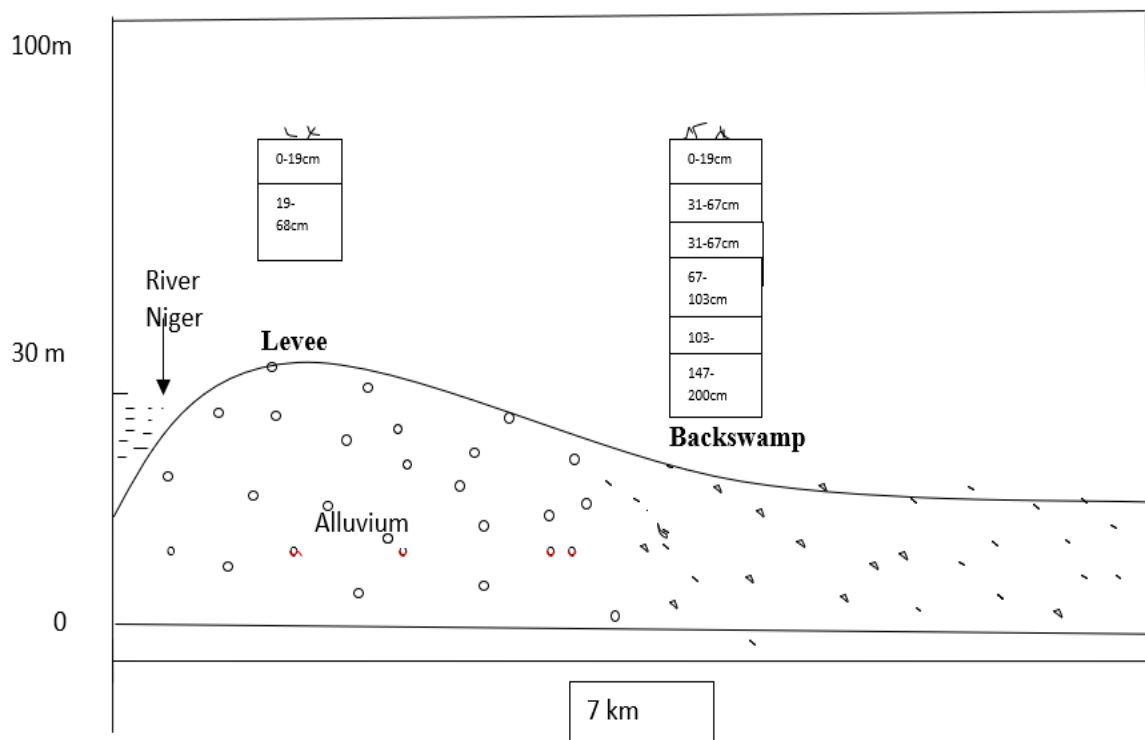 100m
0-19cm
19-
68cm
0-19cm
31-67cm
31-67cm
67-
103cm
103-
147-
200cm
River
Niger
30 m
Levee
Backswamp
Alluvium
0
7 km